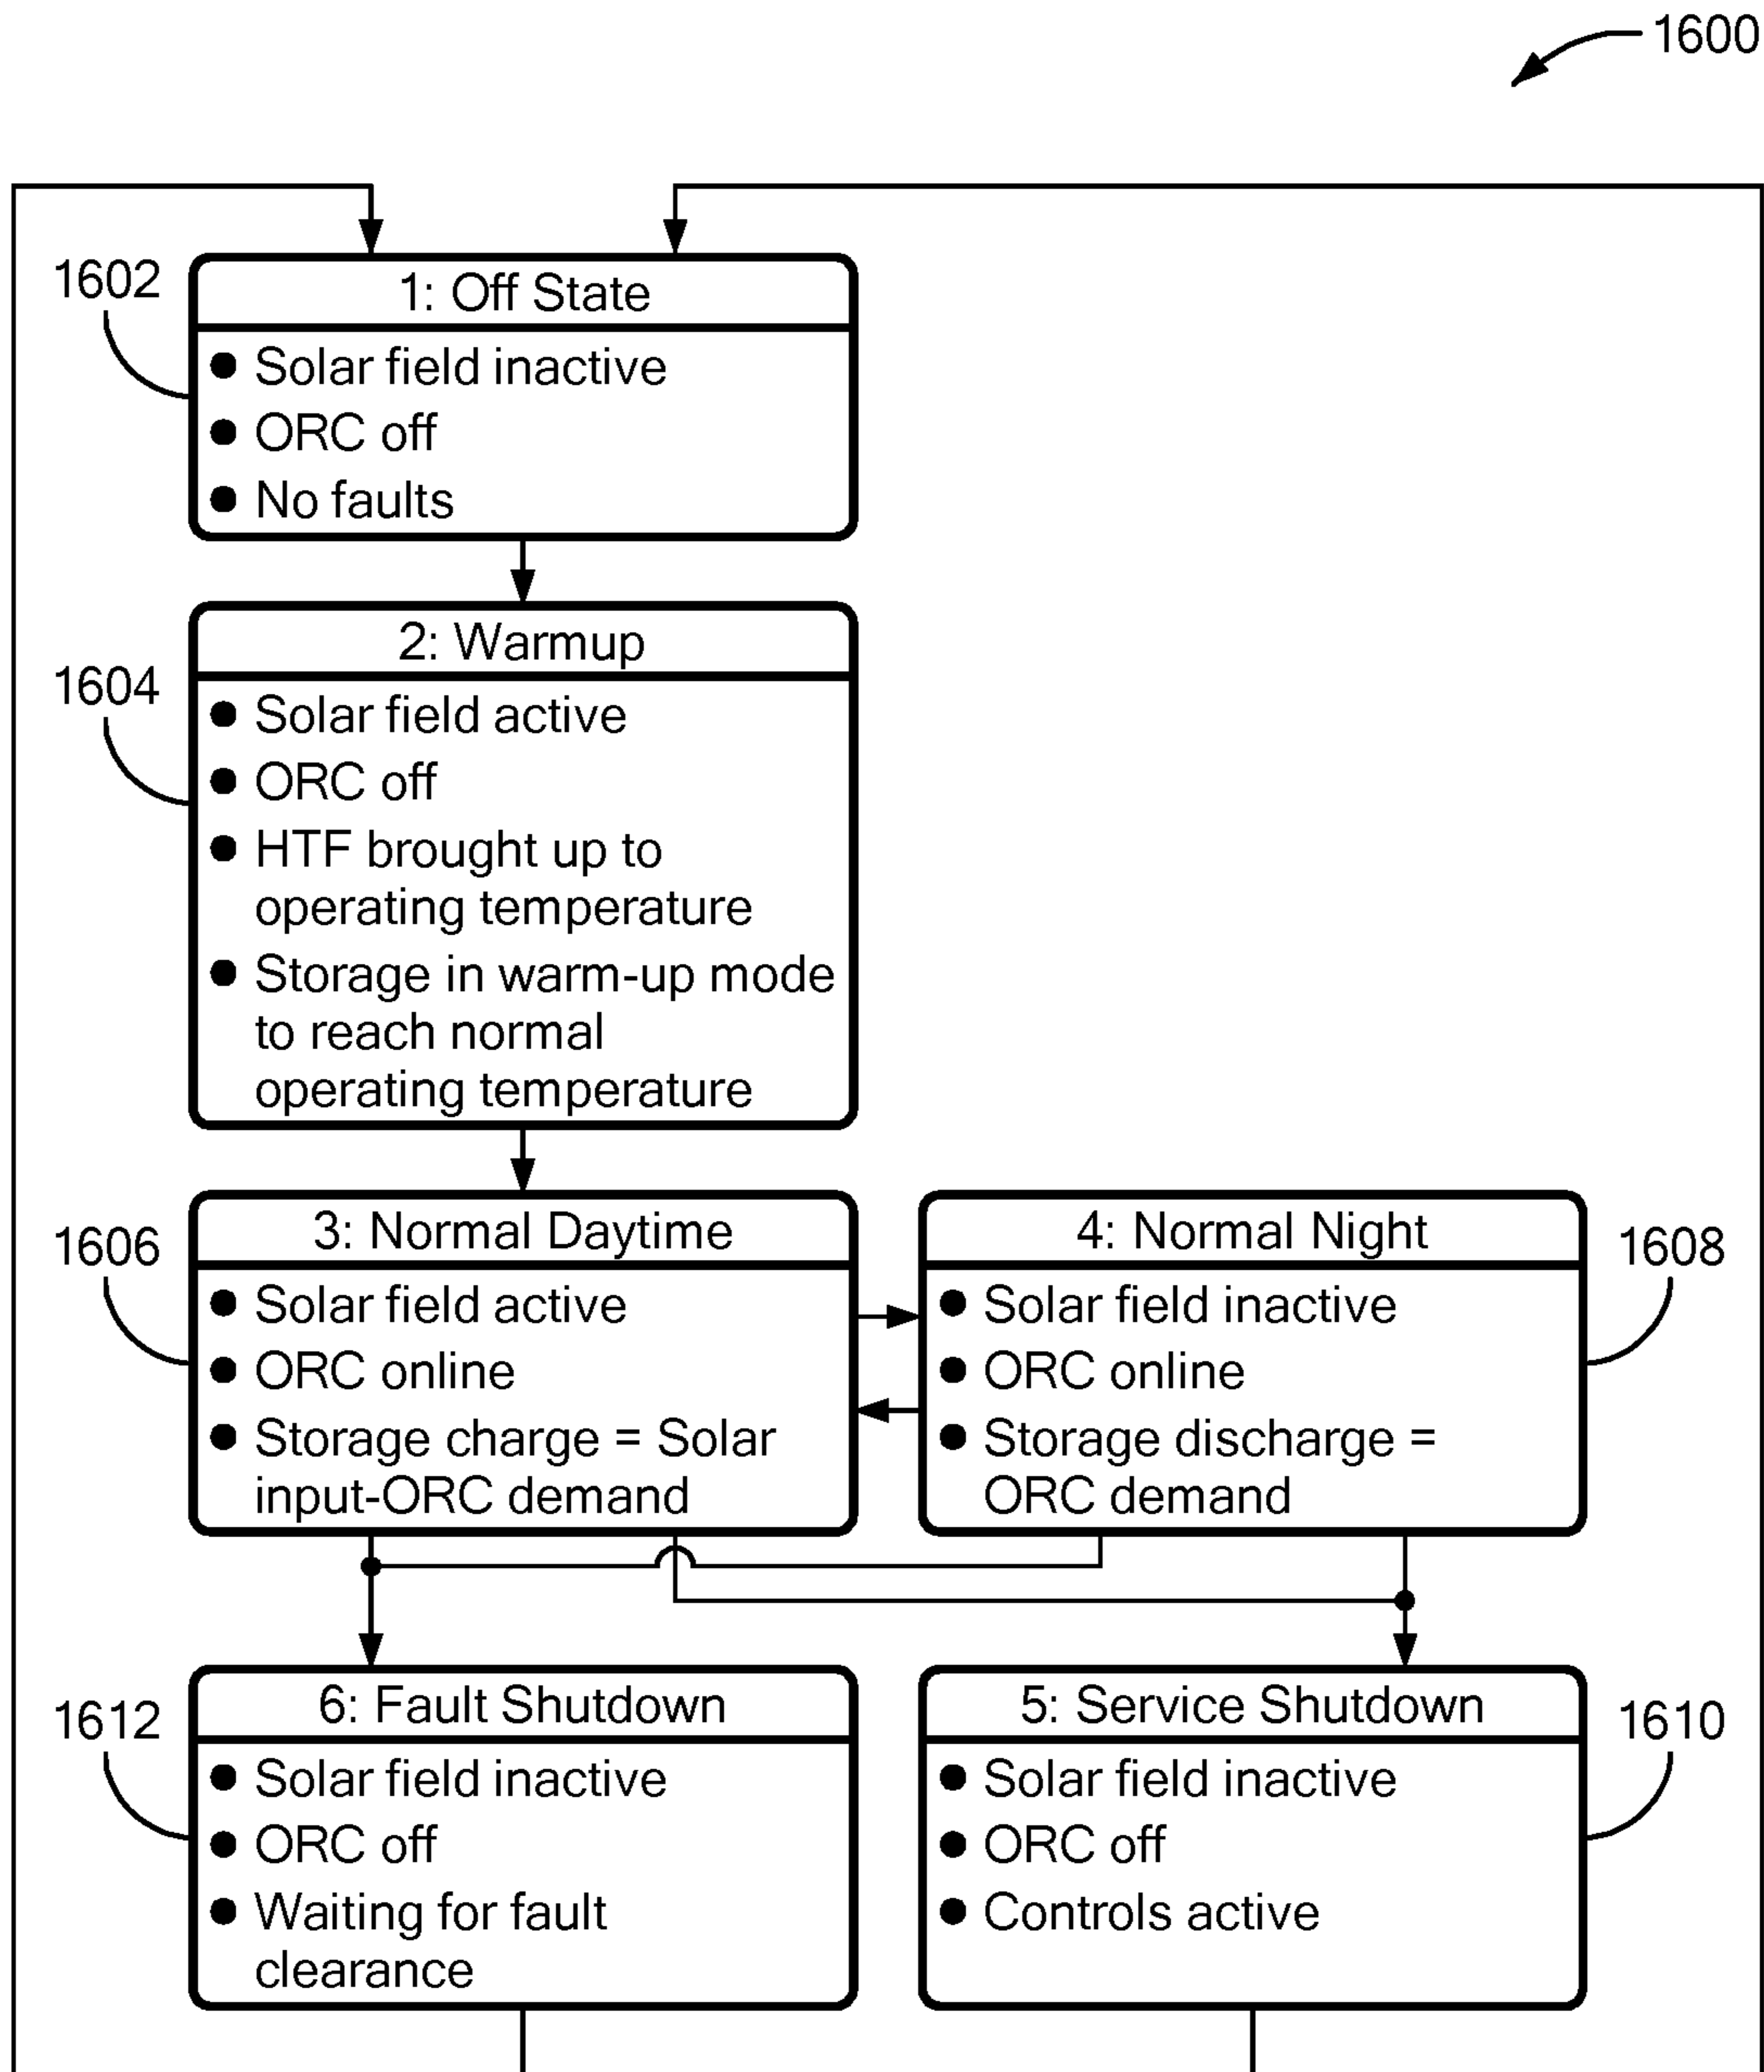 1600
1602
1: Off State
● Solar field inactive
● ORC off
● No faults
1604
2: Warmup
● Solar field active
● ORC off
● HTF brought up to
operating temperature
● Storage in warm-up mode
to reach normal
operating temperature
1606
3: Normal Daytime
● Solar field active
● ORC online
● Storage charge = Solar
input-ORC demand
4: Normal Night
1608
● Solar field inactive
● ORC online
● Storage discharge =
ORC demand
1612
6: Fault Shutdown
● Solar field inactive
● ORC off
● Waiting for fault
clearance
5: Service Shutdown
1610
● Solar field inactive
● ORC off
● Controls active